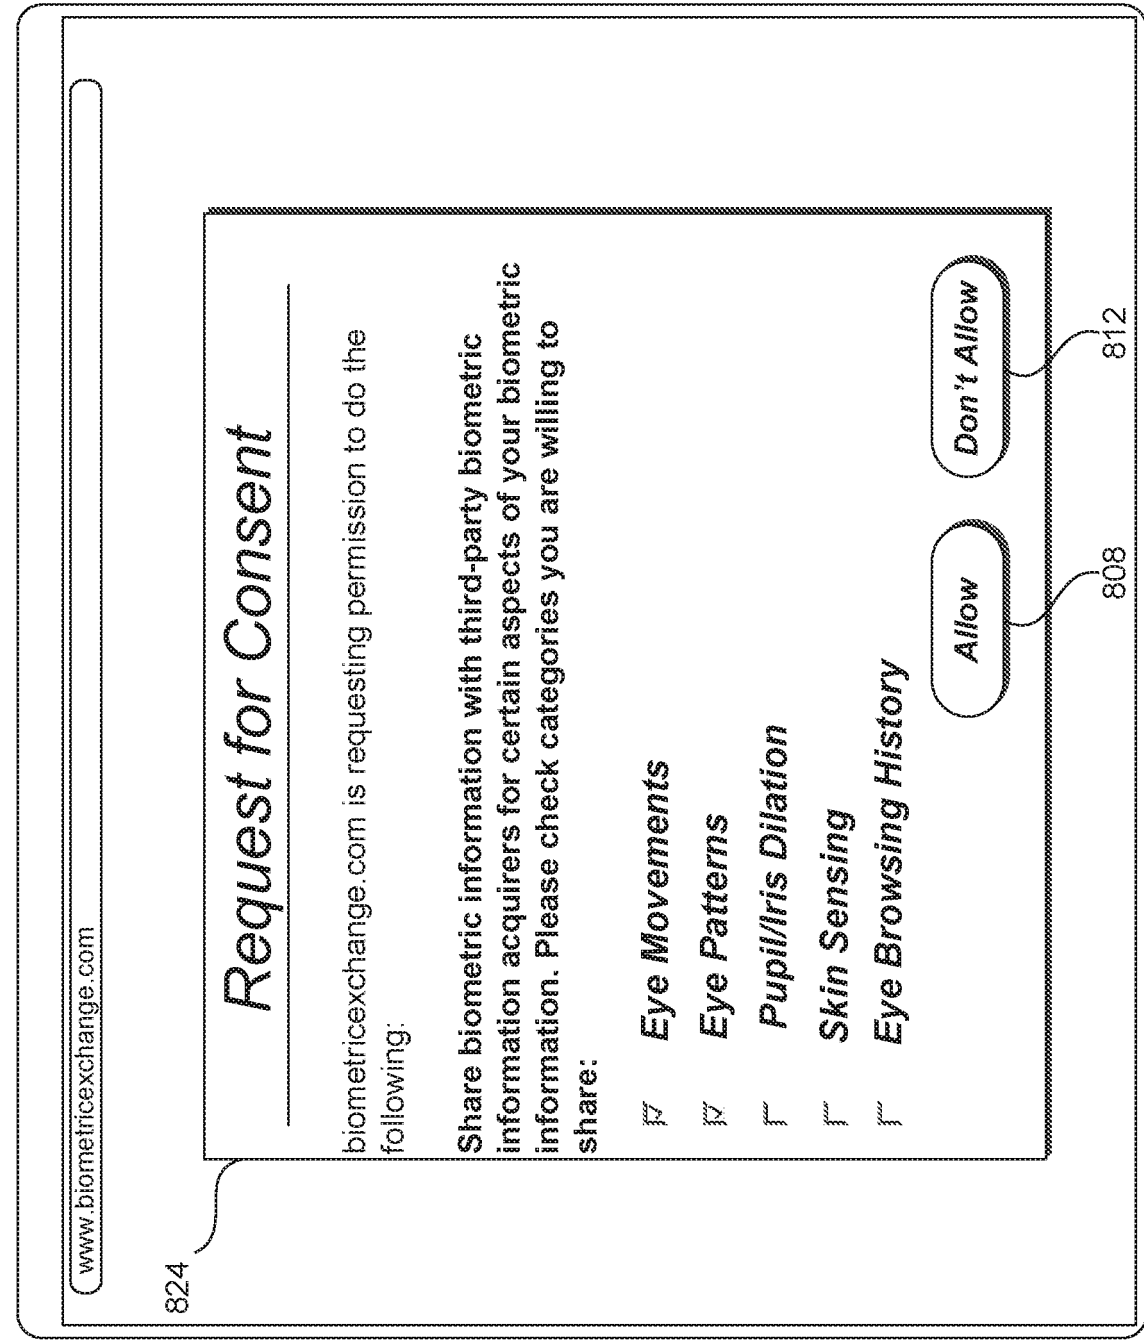 www.biometricexchange.com
824
Request for Consent
biometricexchange.com is requesting permission to do the
following:
Share biometric information with third-party biometric
information acquirers for certain aspects of your biometric
information. Please check categories you are willing to
share:
Eye Movements
Eye Patterns
Pupil/Iris Dilation
Skin Sensing
Eye Browsing History
Allow
Don't Allow
808
812